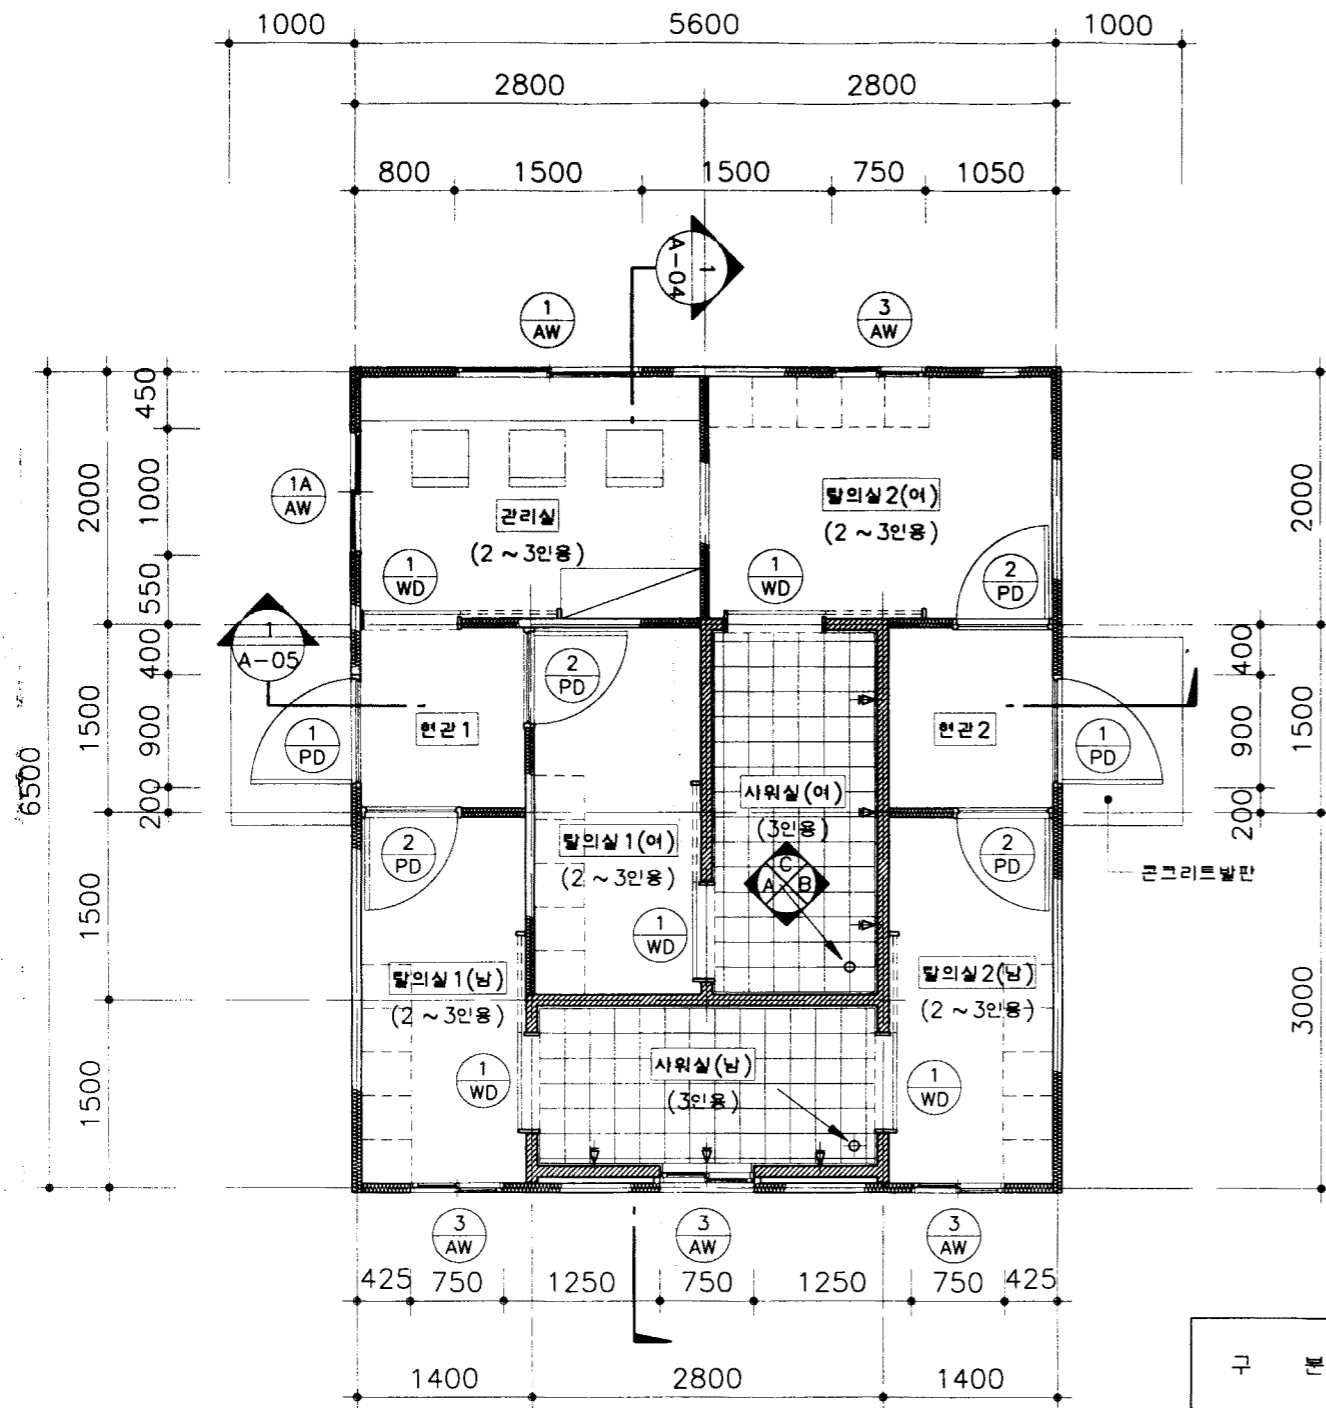 1000 5600 1000
2800 2800
800 1500 1500 750 1050
1
A-04
1
AW
3
AW
450
1000
550
400
900
200
2000
1500
1500
1500
6500
1A
AW
관리실
(2 ~ 3인용)
1
WD
탈의실2(여)
(2 ~ 3인용)
1
WD
2
PD
1
A-05
현관1
1
PD
2
PD
현관2
1
PD
샤워실(여)
(3인용)
C
A B
탈의실1(여)
(2 ~ 3인용)
1
WD
2
PD
2
PD
콘크리트발판
2000
400
900
200
1500
3000
탈의실1(남)
(2 ~ 3인용)
1
WD
탈의실2(남)
(2 ~ 3인용)
1
WD
샤워실(남)
(3인용)
3
AW
3
AW
3
AW
425 750 1250 750 1250 750 425
1400 2800 1400
구 분